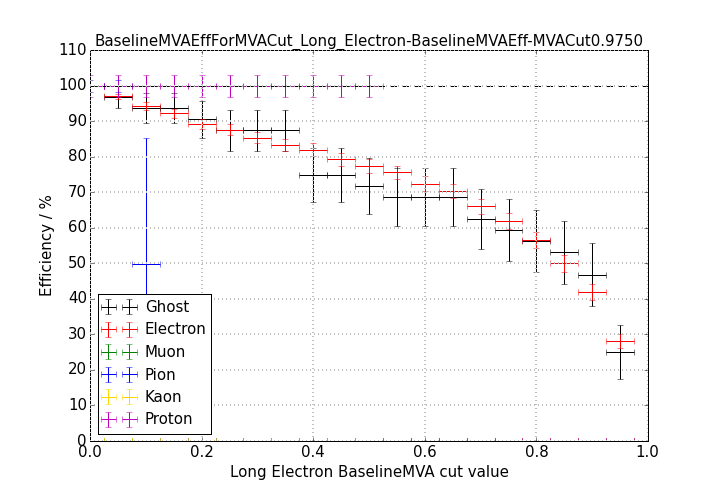 BaselineMVAEffForMVACut_Long_Electron-BaselineMVAEff-MVACut0.9750
110
100
90
80
70
60
50
40
30
20
10
0
Efficiency / %
Ghost
Electron
Muon
Pion
Kaon
Proton
0.0 0.2 0.4 0.6 0.8 1.0
Long Electron BaselineMVA cut value